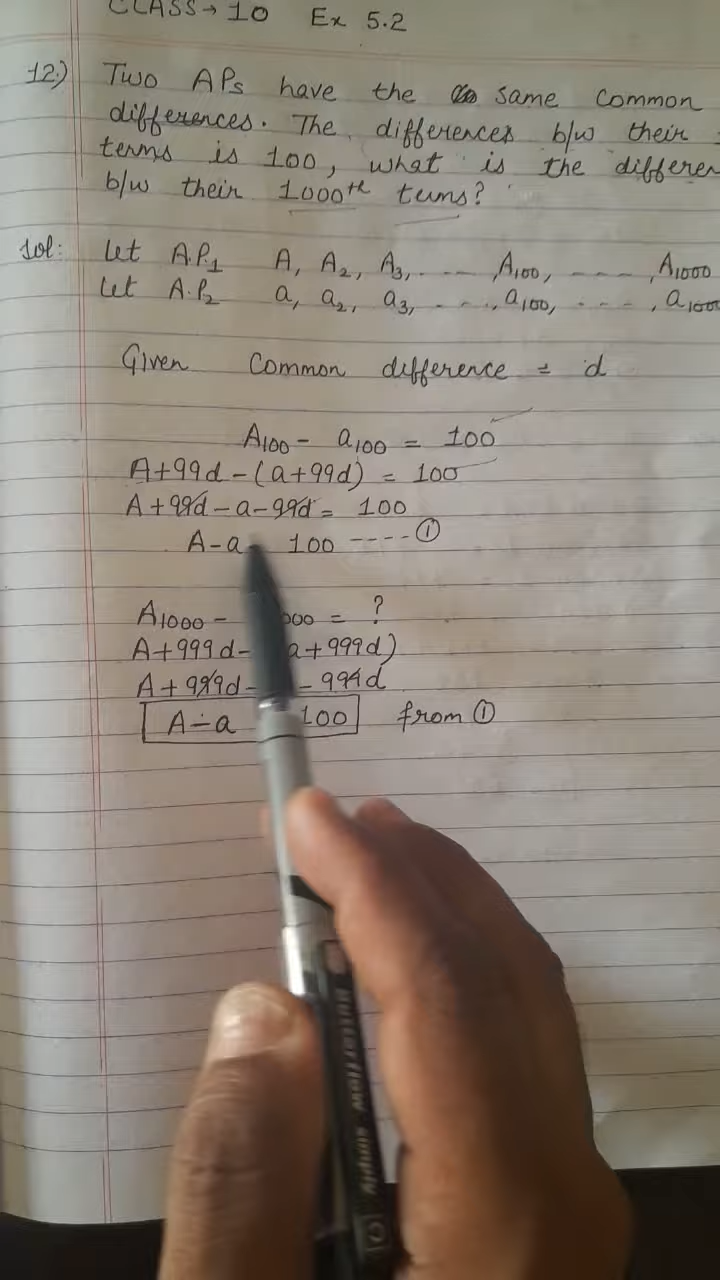 CLASS → 10 Ex 5.2
12.) Two APs have the same common
differences. The differences b/w their
terms is 100, what is the differen
b/w their 1000th terms?
Sol: Let A.P1 A, A2, A3, ----, A100, ----, A1000
Let A.P2 a, a2, a3, ----, a100, ----, a1000
Given Common difference = d
A100 - a100 = 100
A+99d-(a+99d) = 100
A+99d-a-99d = 100
A-a 100 ---- ①
A1000 - 000 = ?
A+999d- a+999d)
A+999d- - 999d
A-a 100 from ①
Butterflow simply